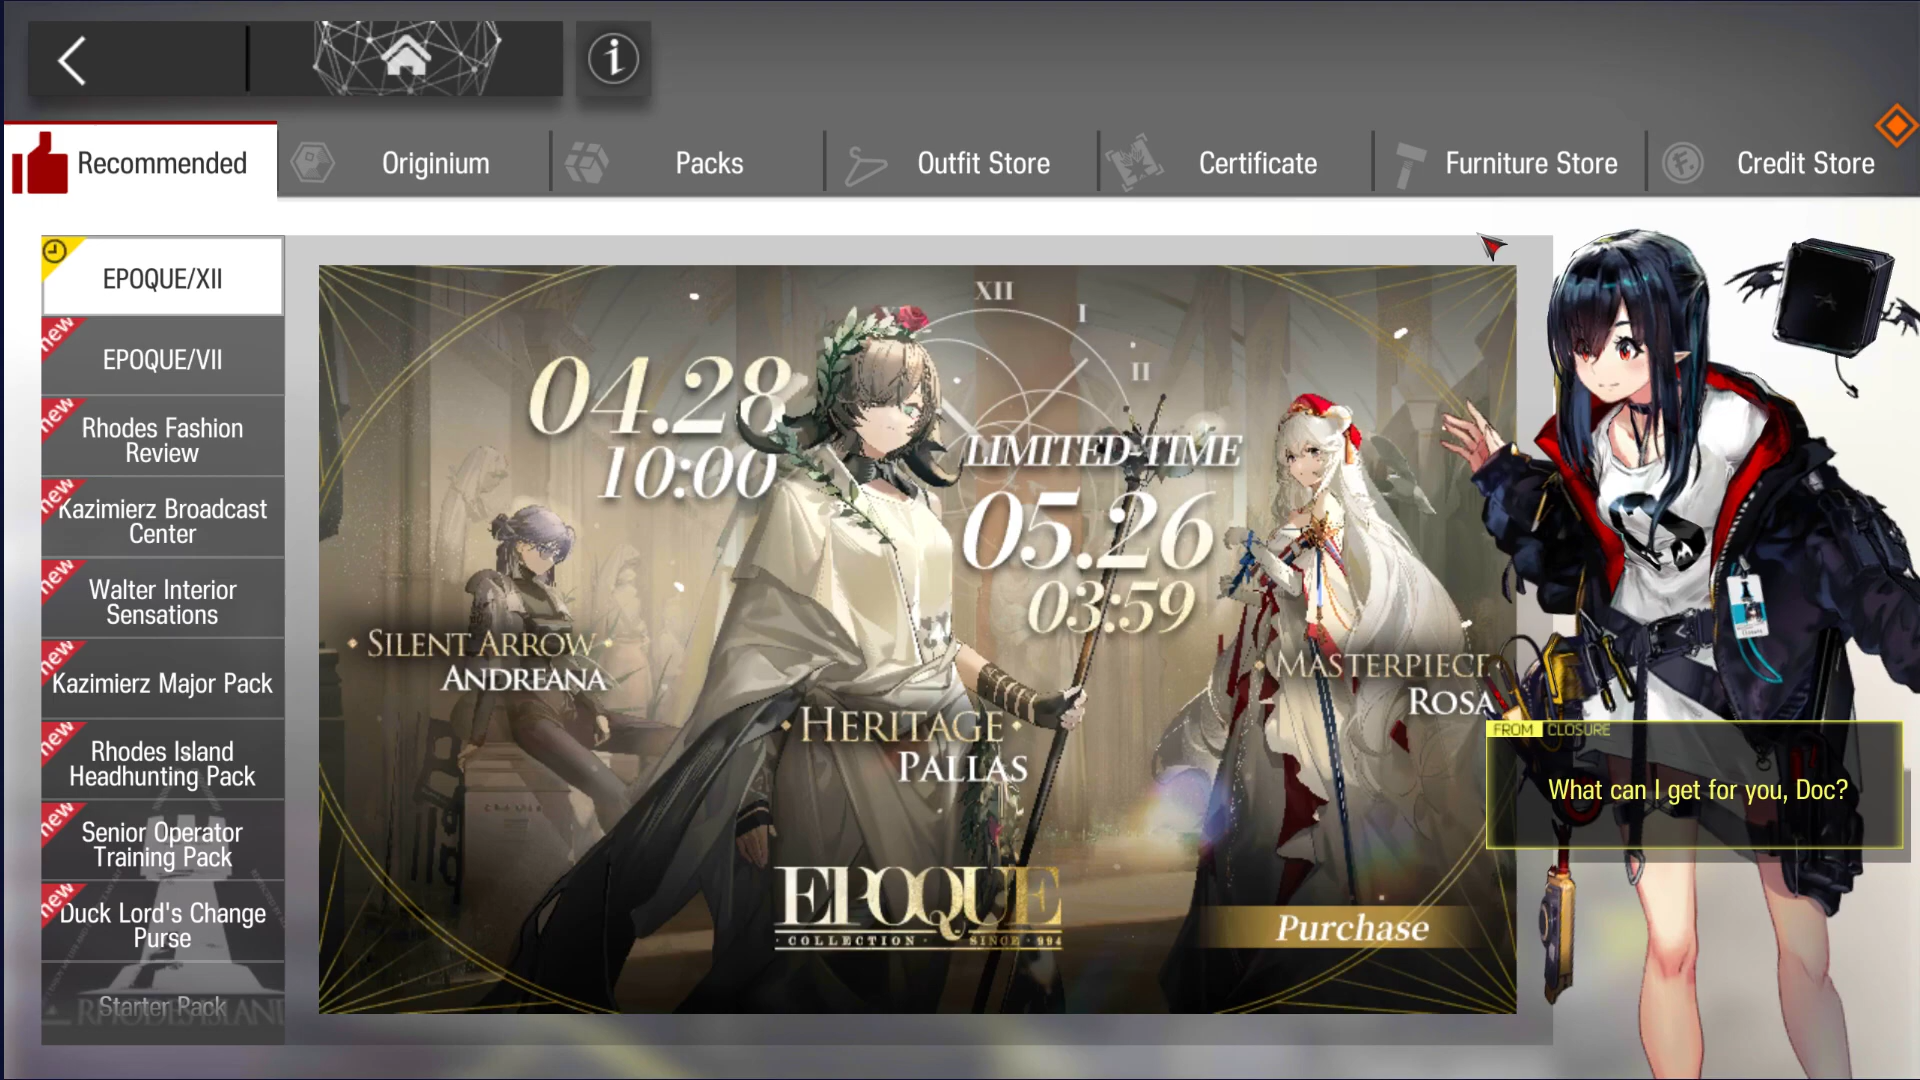 Recommended
Originium
Packs
Outfit Store
Certificate
Furniture Store
Credit Store
EPOQUE/XII
new
EPOQUE/VII
new
Rhodes Fashion
Review
new
Kazimierz Broadcast
Center
new
Walter Interior
Sensations
new
Kazimierz Major Pack
new
Rhodes Island
Headhunting Pack
new
Senior Operator
Training Pack
new
Duck Lord's Change
Purse
Starter Pack
RHODES ISLAND
XII
I
II
04.28
10:00
LIMITED-TIME
05.26
03:59
SILENT ARROW
ANDREANA
HERITAGE
PALLAS
MASTERPIECE
ROSA
EPOQUE
COLLECTION · SINCE · 994
Purchase
FROM CLOSURE
What can I get for you, Doc?